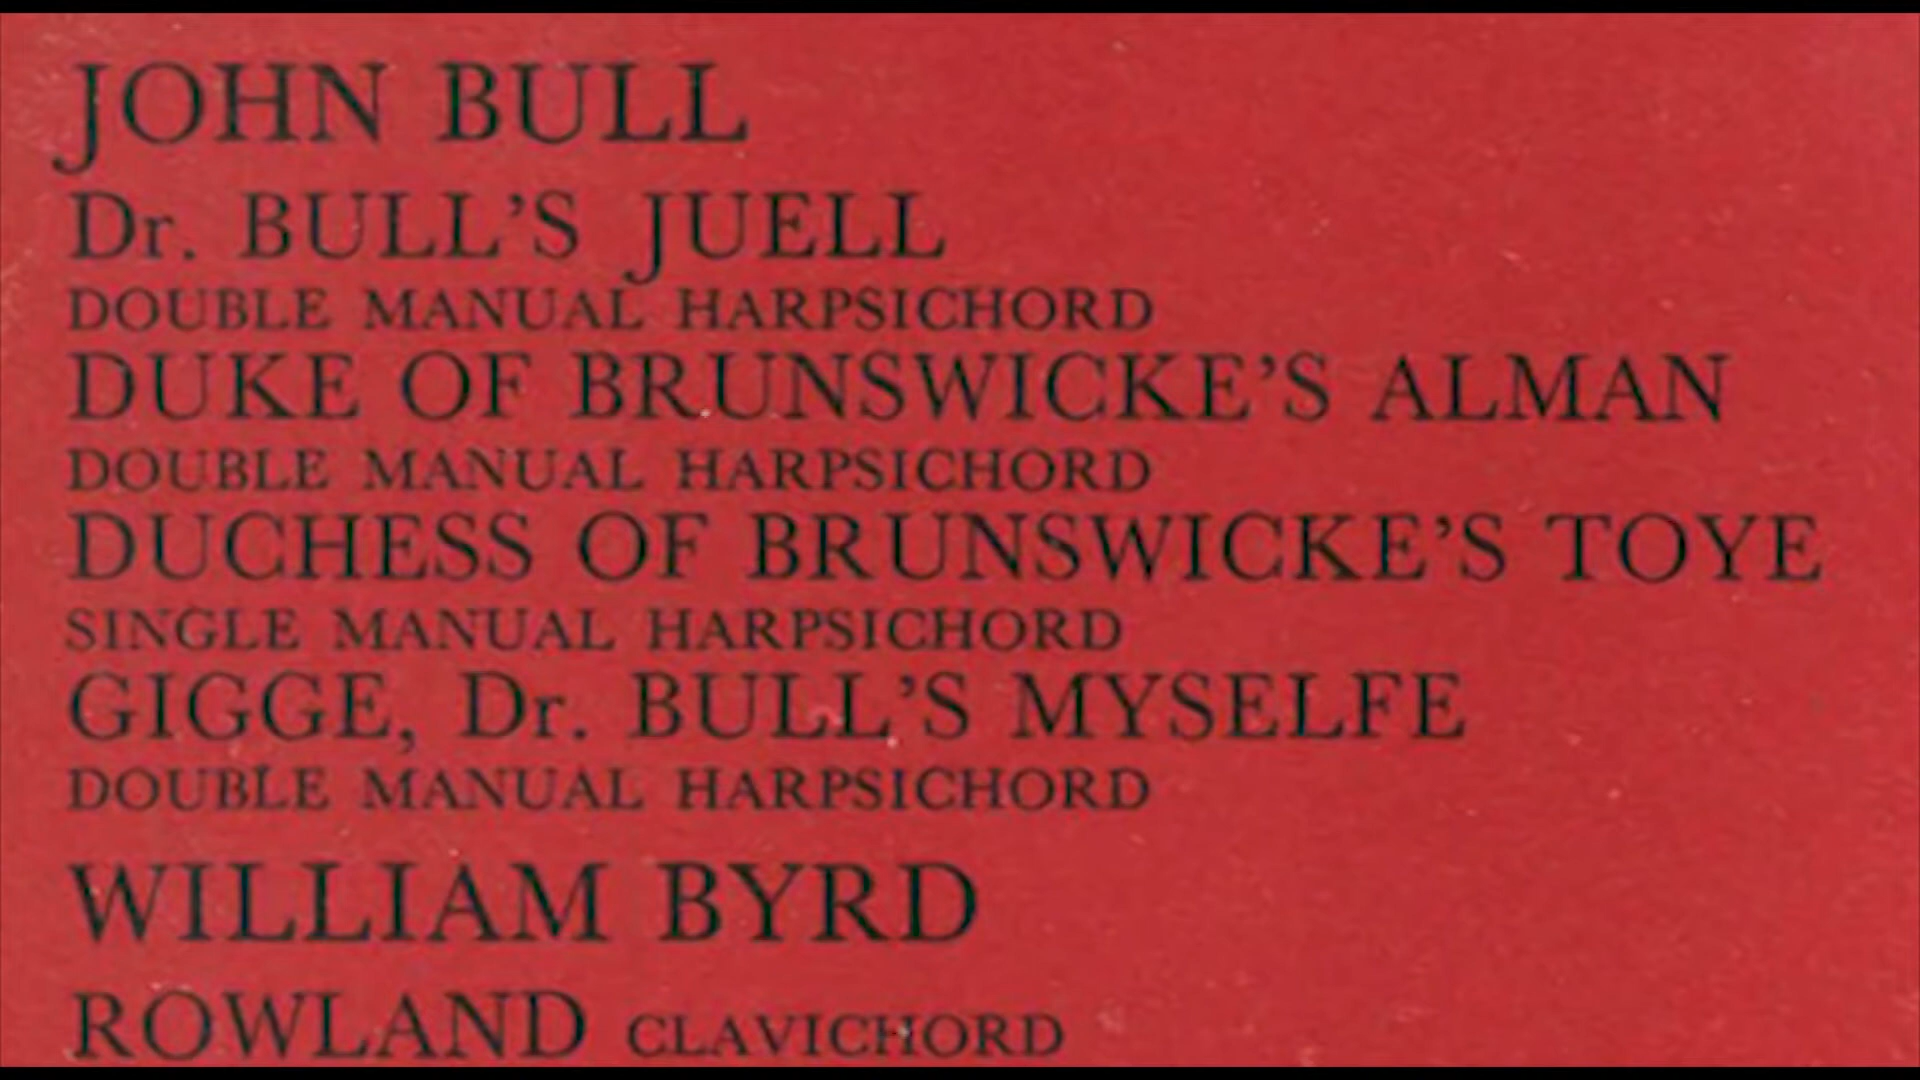 JOHN BULL
Dr. BULL'S JUELL
DOUBLE MANUAL HARPSICHORD
DUKE OF BRUNSWICKE'S ALMAN
DOUBLE MANUAL HARPSICHORD
DUCHESS OF BRUNSWICKE'S TOYE
SINGLE MANUAL HARPSICHORD
GIGGE, Dr. BULL'S MYSELFE
DOUBLE MANUAL HARPSICHORD
WILLIAM BYRD
ROWLAND CLAVICHORD